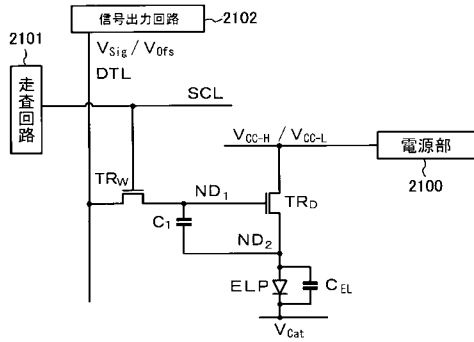 信号出力回路
2102
2101
V_Sig / V_Ofs
DTL
走査回路
SCL
V_CC-H / V_CC-L
電源部
2100
TR_W
ND_1
TR_D
C_1
ND_2
ELP
C_EL
V_Cat